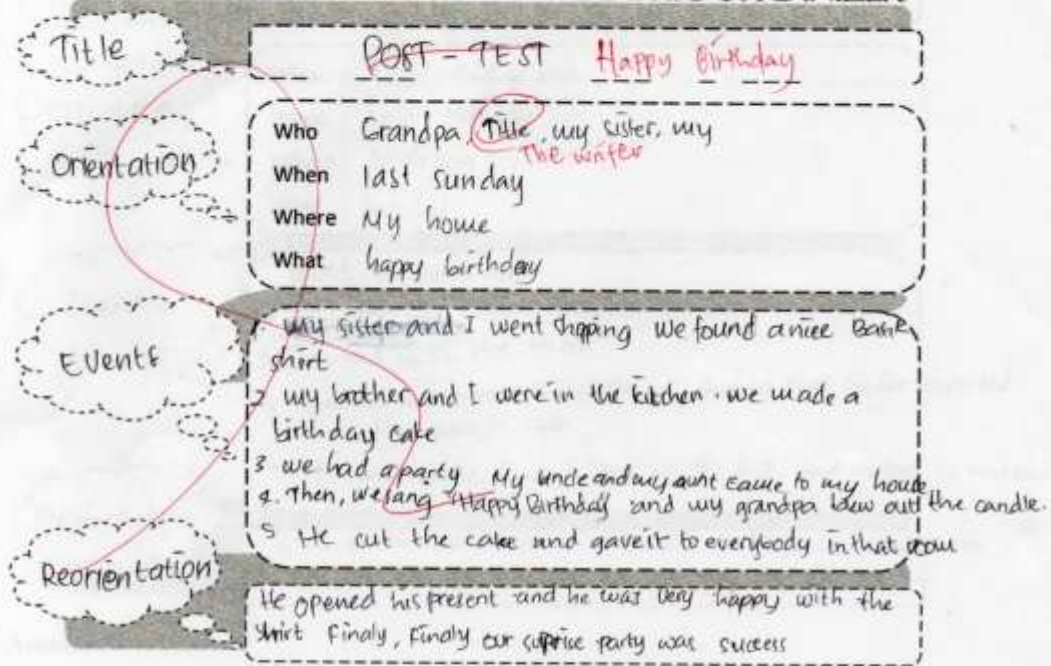 Title
POST - TEST Happy Birthday
Orientation
Who Grandpa, Title, my sister, my
The writer
When last sunday
Where My home
What happy birthday
Events
1 my sister and I went shoping we found a nice Batik
shirt
2 my brother and I were in the kitchen. we made a
birthday cake
3 we had a party My uncle and my aunt came to my house
4. Then, we sang "Happy Birthday" and my grandpa blew out the candle.
5 He cut the cake and gave it to everybody in that room
Reorientation
He opened his present and he was very happy with the
shirt Finaly, Finaly our suprise party was success